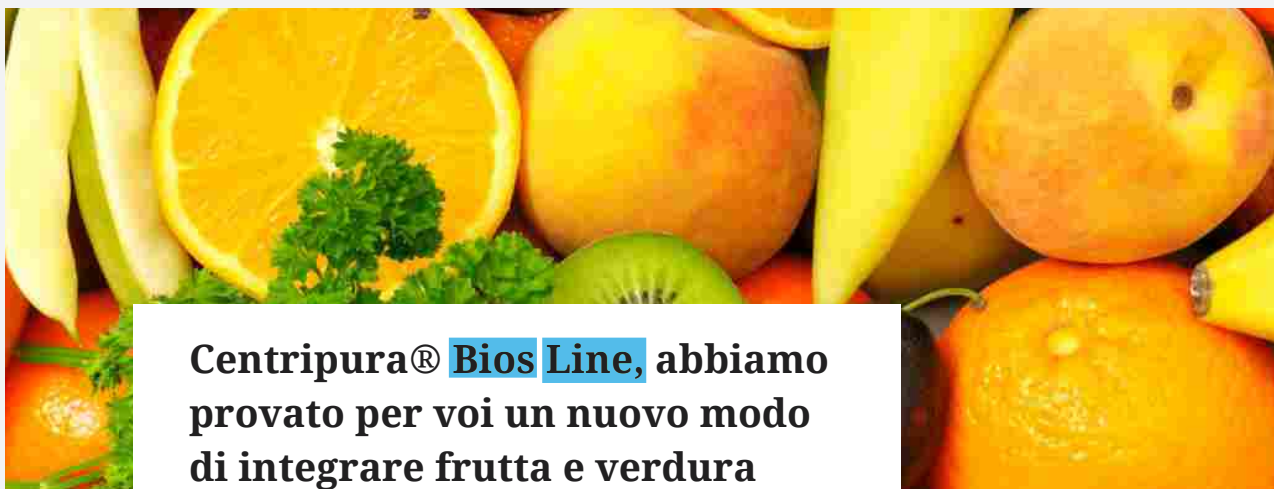 Centripura® Bios Line, abbiamo
provato per voi un nuovo modo
di integrare frutta e verdura